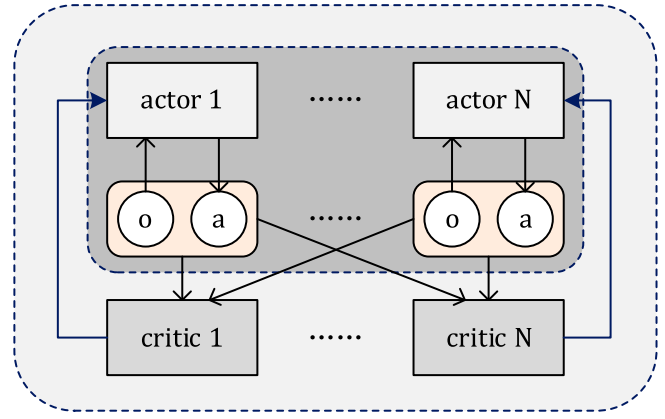 actor 1 ...... actor N
o a ...... o a
critic 1 ...... critic N